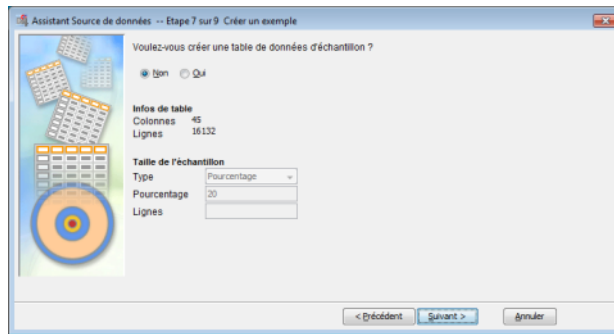 Assistant Source de données -- Etape 7 sur 9 Créer un exemple
Voulez-vous créer une table de données d'échantillon ?
Non Oui
Infos de table
Colonnes 45
Lignes 16132
Taille de l'échantillon
Type Pourcentage
Pourcentage 20
Lignes
< Précédent Suivant > Annuler